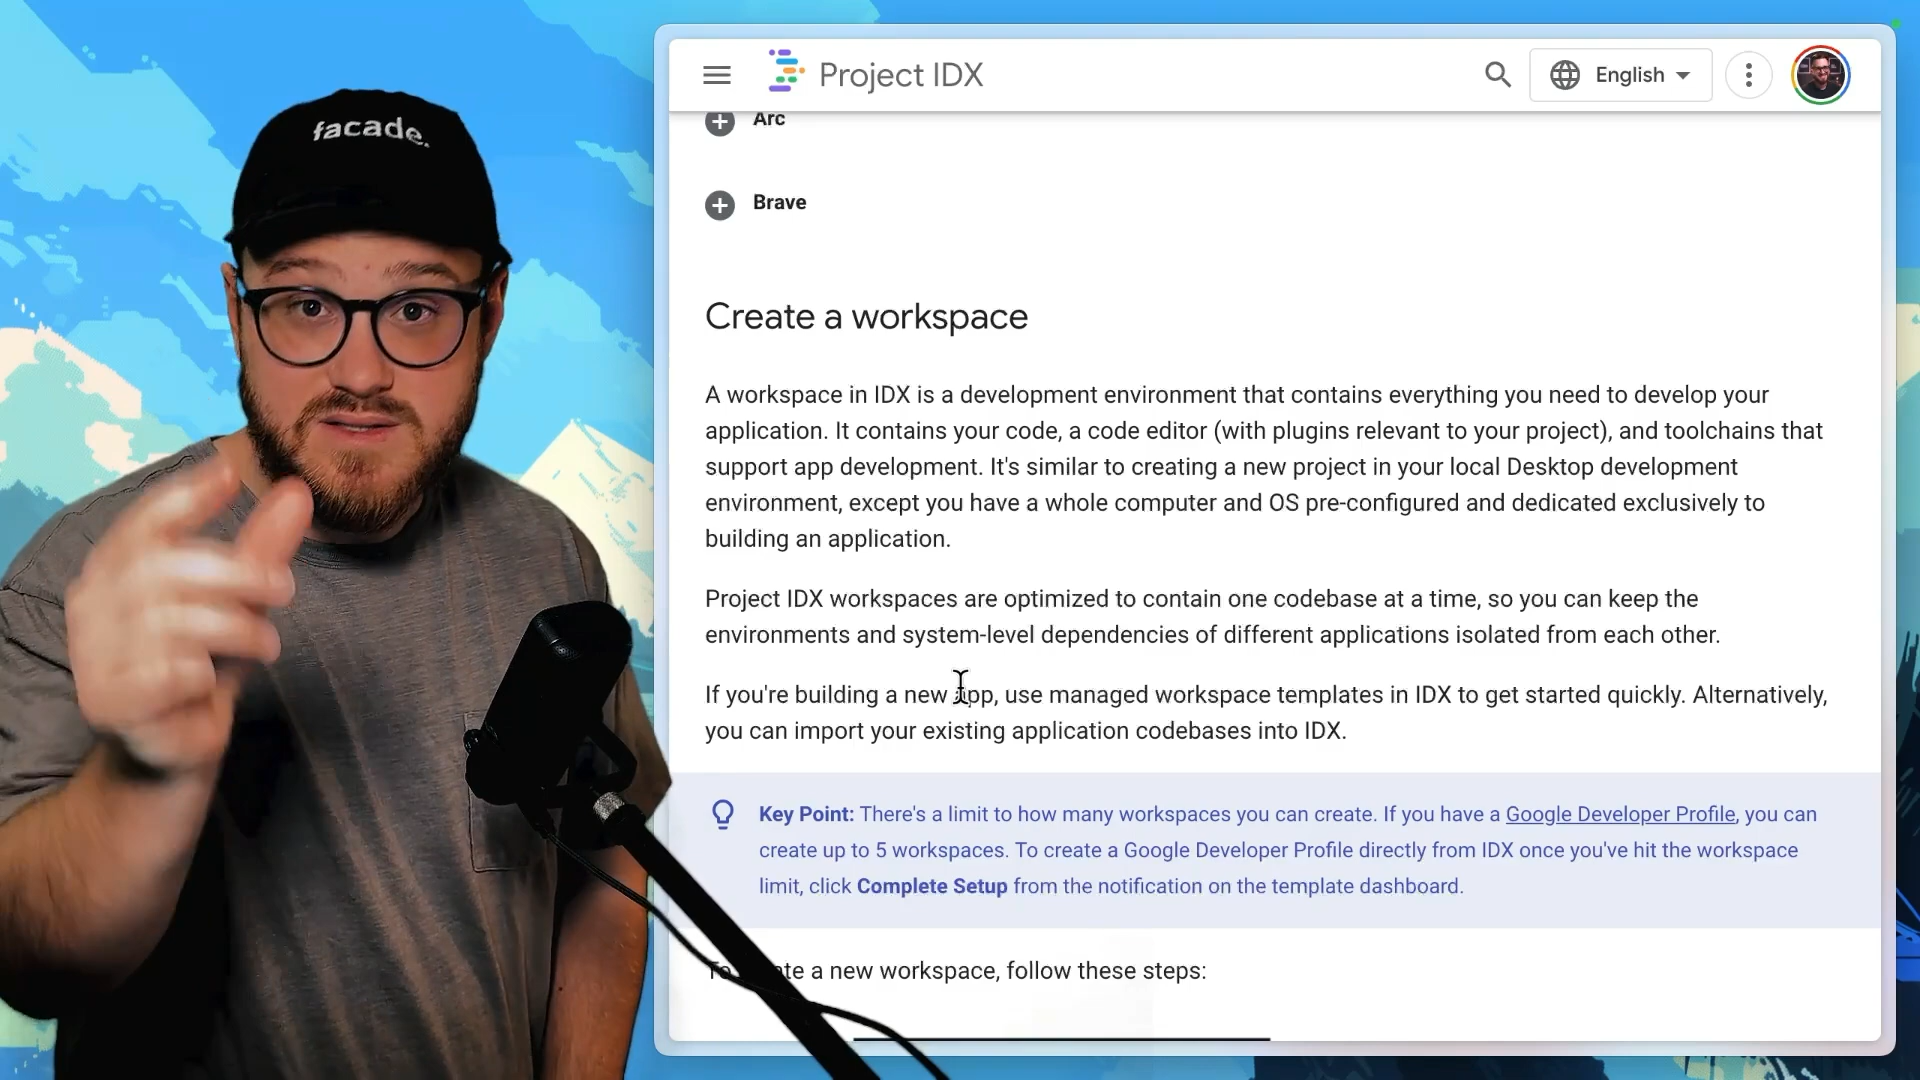 facade.
Project IDX
English
Arc
Brave
Create a workspace
A workspace in IDX is a development environment that contains everything you need to develop your
application. It contains your code, a code editor (with plugins relevant to your project), and toolchains that
support app development. It's similar to creating a new project in your local Desktop development
environment, except you have a whole computer and OS pre-configured and dedicated exclusively to
building an application.
Project IDX workspaces are optimized to contain one codebase at a time, so you can keep the
environments and system-level dependencies of different applications isolated from each other.
If you're building a new app, use managed workspace templates in IDX to get started quickly. Alternatively,
you can import your existing application codebases into IDX.
Key Point: There's a limit to how many workspaces you can create. If you have a Google Developer Profile, you can
create up to 5 workspaces. To create a Google Developer Profile directly from IDX once you've hit the workspace
limit, click Complete Setup from the notification on the template dashboard.
a new workspace, follow these steps: